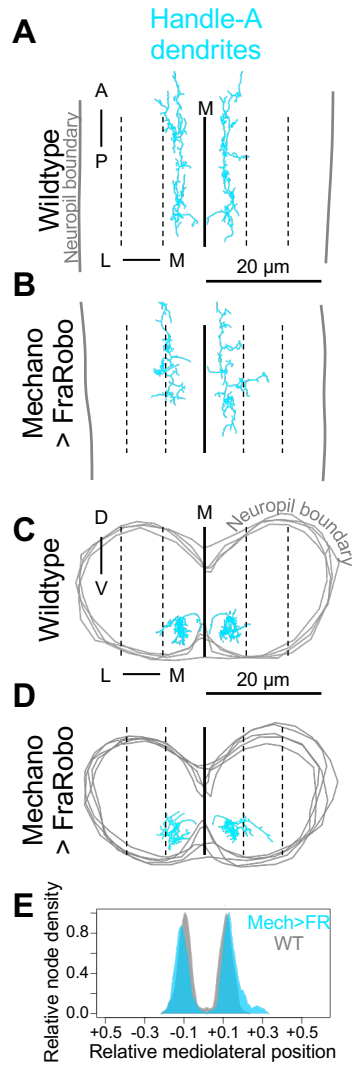 Handle-A
dendrites
A
Wildtype
Neuropil boundary
A
P
M
L M
20 μm
B
Mechano
> FraRobo
C
Wildtype
D
V
M
Neuropil boundary
L M
20 μm
D
Mechano
> FraRobo
E
Relative node density
0.8
0.4
0.0
Mech>FR
WT
+0.5 +0.3 -0.1 +0.1 +0.3 +0.5
Relative mediolateral position